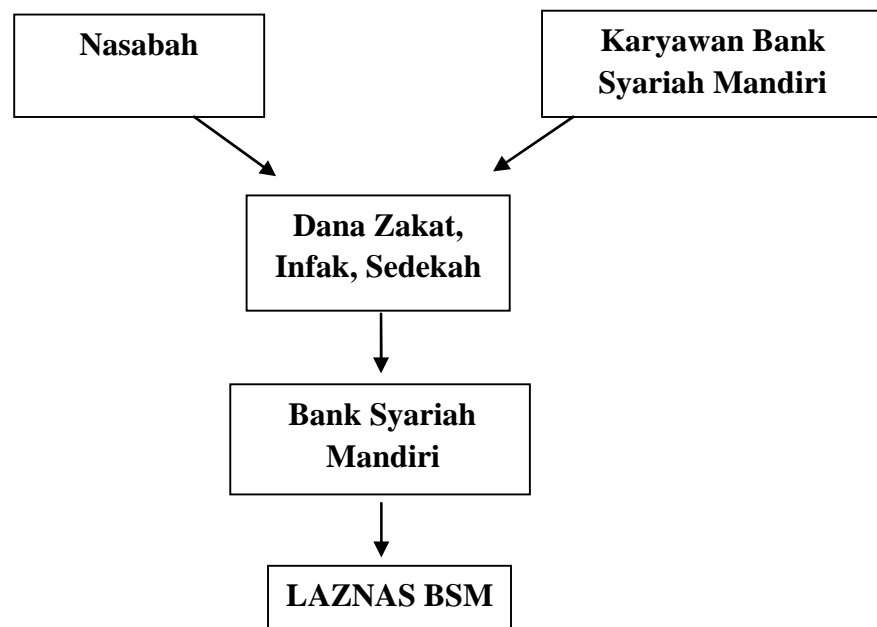 Nasabah
Karyawan Bank
Syariah Mandiri
Dana Zakat,
Infak, Sedekah
Bank Syariah
Mandiri
LAZNAS BSM